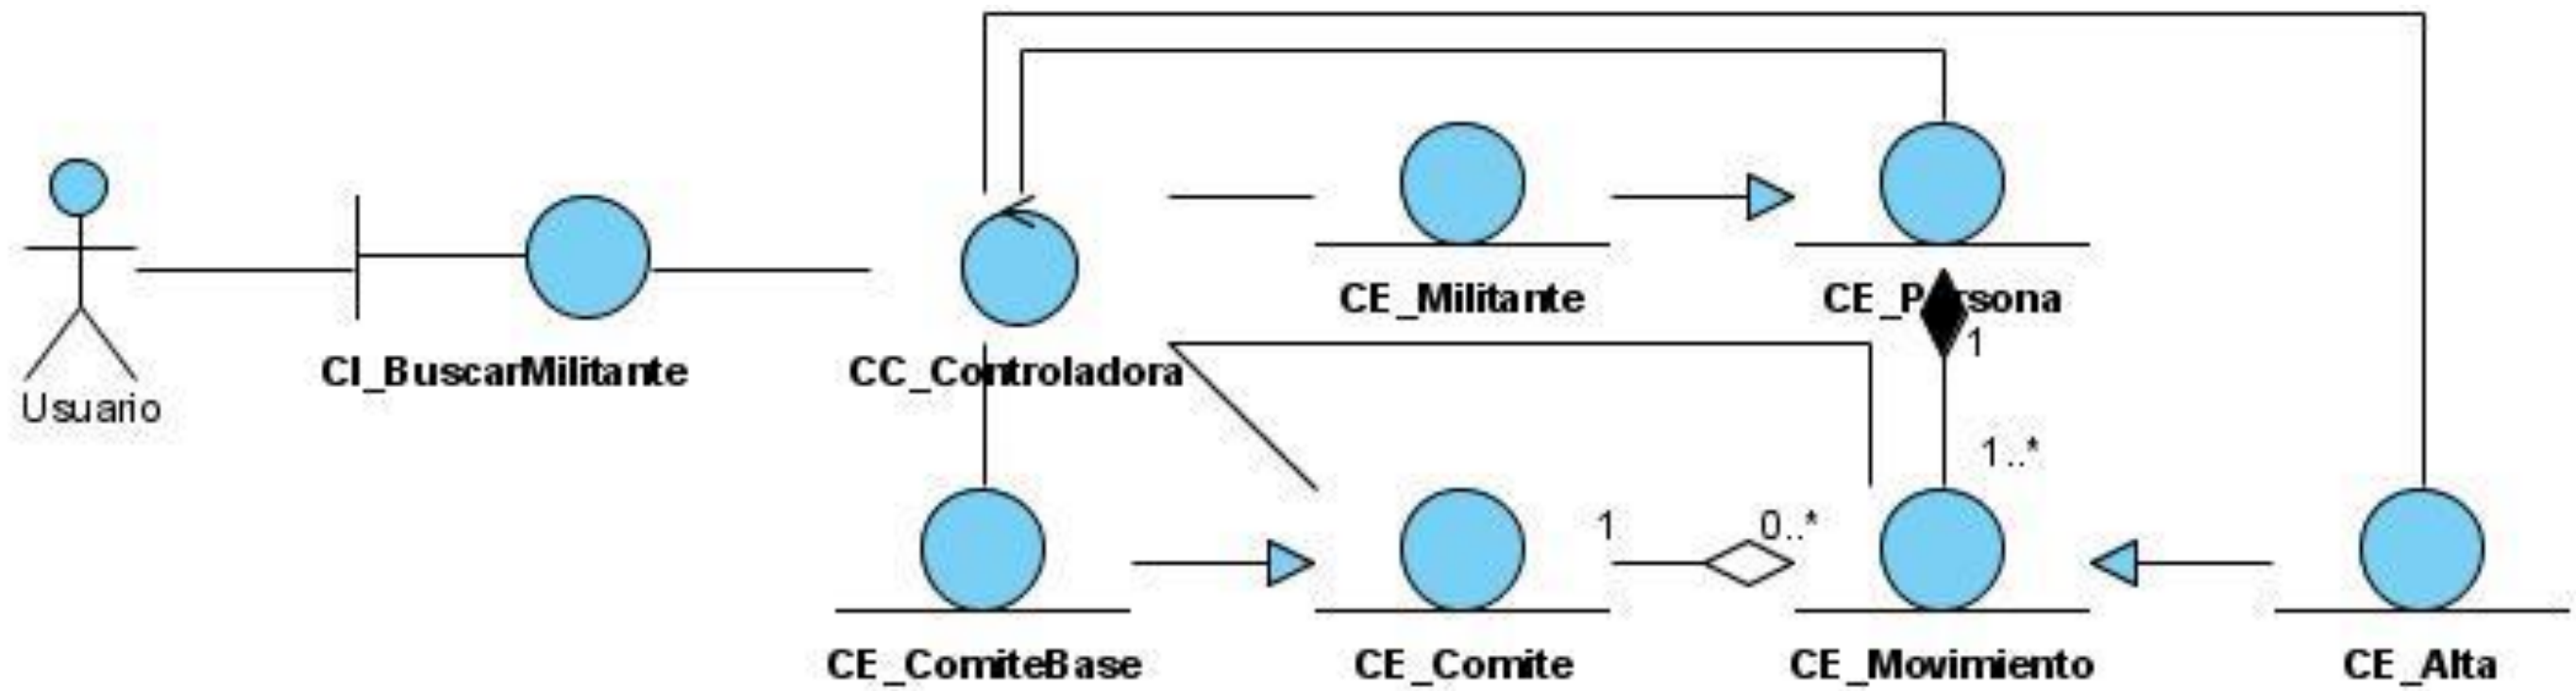 Usuario
CI_BuscarMilitante
CC_Controladora
CE_Militante
CE_Persona
1
1..*
1
0..*
CE_ComiteBase
CE_Comite
CE_Movimiento
CE_Alta